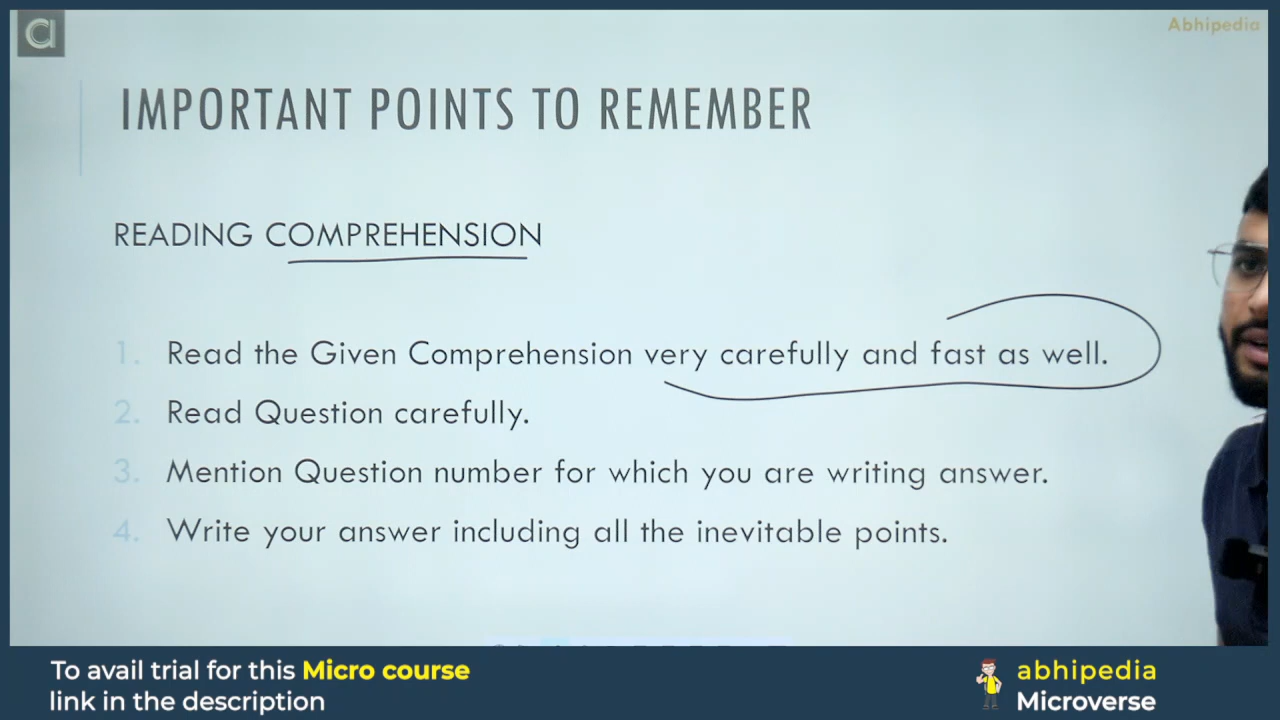 Abhipedia
IMPORTANT POINTS TO REMEMBER
READING COMPREHENSION
1. Read the Given Comprehension very carefully and fast as well.
2. Read Question carefully.
3. Mention Question number for which you are writing answer.
4. Write your answer including all the inevitable points.
To avail trial for this Micro course
link in the description
abhipedia
Microverse